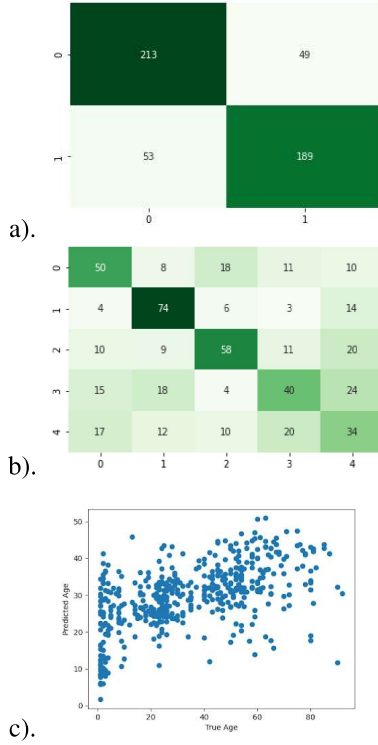 0 213 49
1 53 189
0 1
a).
0 50 8 18 11 10
1 4 74 6 3 14
2 10 9 58 11 20
3 15 18 4 40 24
4 17 12 10 20 34
0 1 2 3 4
b).
50
40
30
20
10
0
Predicted Age
0 20 40 60 80
True Age
c).